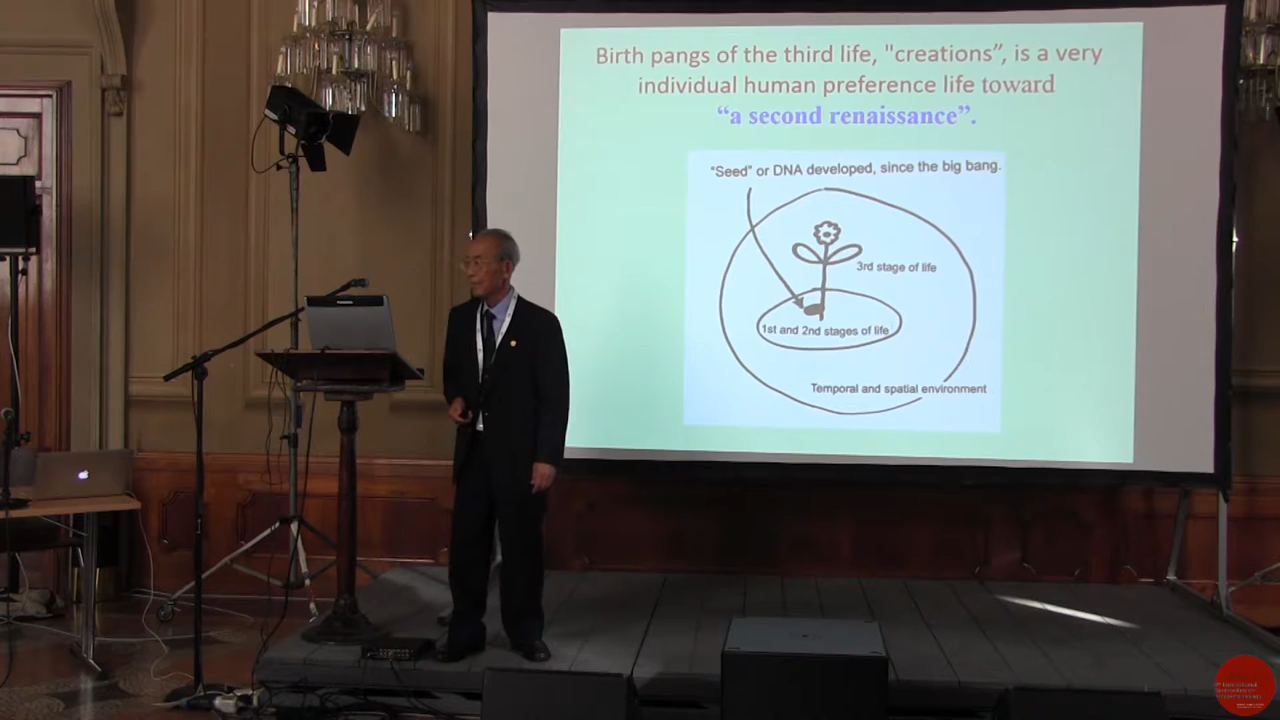 Birth pangs of the third life, "creations”, is a very
individual human preference life toward
“a second renaissance”.
“Seed” or DNA developed, since the big bang.
3rd stage of life
1st and 2nd stages of life
Temporal and spatial environment
Panasonic